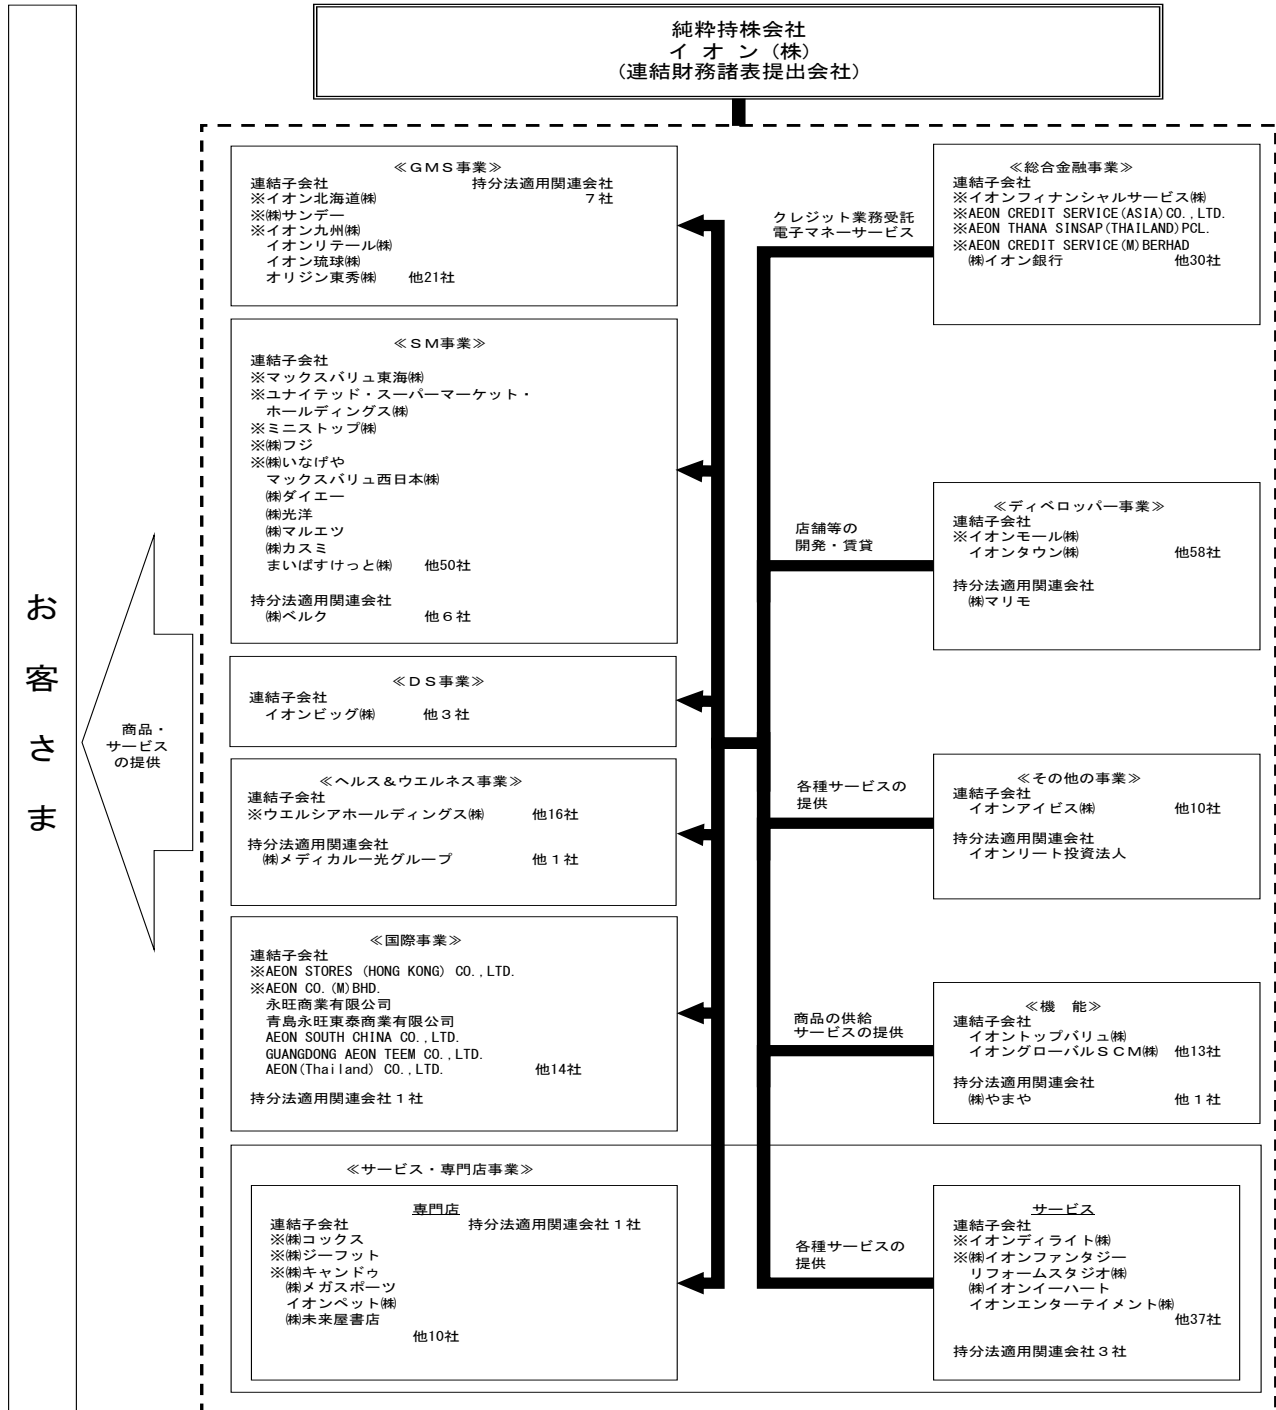 純粋持株会社
イオン(株)
(連結財務諸表提出会社)
お客さま
商品・
サービス
の提供
≪GMS事業≫
連結子会社 持分法適用関連会社
※イオン北海道㈱ 7社
※㈱サンデー
※イオン九州㈱
イオンリテール㈱
イオン琉球㈱
オリジン東秀㈱ 他21社
≪SM事業≫
連結子会社
※マックスバリュ東海㈱
※ユナイテッド・スーパーマーケット・
ホールディングス㈱
※ミニストップ㈱
※㈱フジ
※㈱いなげや
マックスバリュ西日本㈱
㈱ダイエー
㈱光洋
㈱マルエツ
㈱カスミ
まいばすけっと㈱ 他50社
持分法適用関連会社
㈱ベルク 他6社
≪DS事業≫
連結子会社
イオンビッグ㈱ 他3社
≪ヘルス&ウエルネス事業≫
連結子会社
※ウエルシアホールディングス㈱ 他16社
持分法適用関連会社
㈱メディカル一光グループ 他1社
≪国際事業≫
連結子会社
※AEON STORES (HONG KONG) CO.,LTD.
※AEON CO.(M)BHD.
永旺商業有限公司
青島永旺東泰商業有限公司
AEON SOUTH CHINA CO.,LTD.
GUANGDONG AEON TEEM CO.,LTD.
AEON(Thailand) CO.,LTD. 他14社
持分法適用関連会社1社
≪サービス・専門店事業≫
専門店
連結子会社 持分法適用関連会社1社
※㈱コックス
※㈱ジーフット
※㈱キャンドゥ
㈱メガスポーツ
イオンペット㈱
㈱未来屋書店
他10社
クレジット業務受託
電子マネーサービス
≪総合金融事業≫
連結子会社
※イオンフィナンシャルサービス㈱
※AEON CREDIT SERVICE(ASIA)CO.,LTD.
※AEON THANA SINSAP(THAILAND)PCL.
※AEON CREDIT SERVICE(M)BERHAD
㈱イオン銀行 他30社
店舗等の
開発・賃貸
≪ディベロッパー事業≫
連結子会社
※イオンモール㈱
イオンタウン㈱ 他58社
持分法適用関連会社
㈱マリモ
各種サービスの
提供
≪その他の事業≫
連結子会社
イオンアイビス㈱ 他10社
持分法適用関連会社
イオンリート投資法人
商品の供給
サービスの提供
≪機 能≫
連結子会社
イオントップバリュ㈱
イオングローバルSCM㈱ 他13社
持分法適用関連会社
㈱やまや 他1社
各種サービスの
提供
サービス
連結子会社
※イオンディライト㈱
※㈱イオンファンタジー
リフォームスタジオ㈱
㈱イオンイーハート
イオンエンターテイメント㈱
他37社
持分法適用関連会社3社